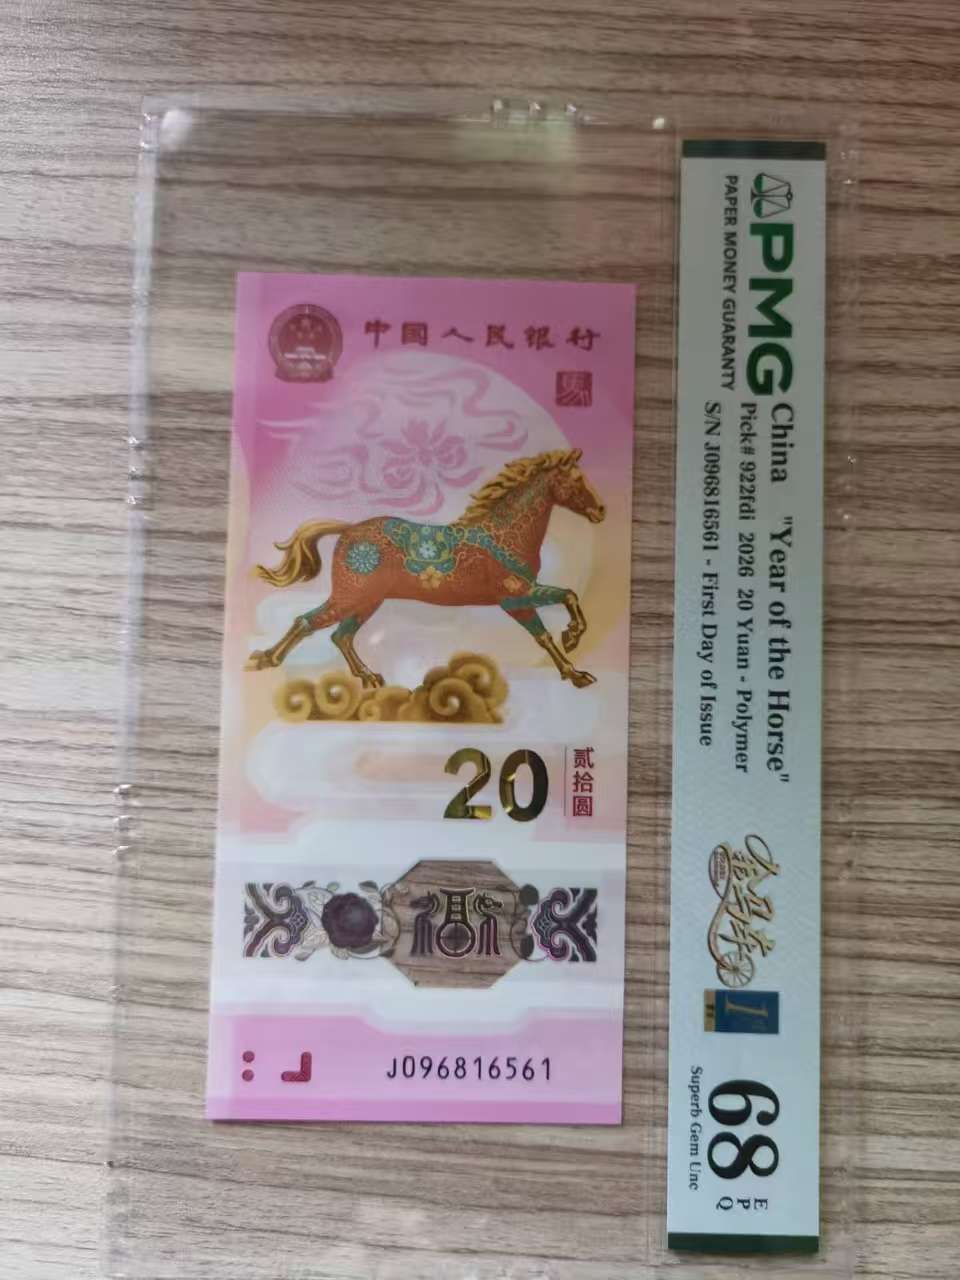 中国人民银行
20
贰拾圆
J096816561
PMG
PAPER MONEY GUARANTY
China "Year of the Horse"
Pick# 922fdi 2026 20 Yuan - Polymer
S/N J096816561 - First Day of Issue
1
68
EPQ
Superb Gem Unc